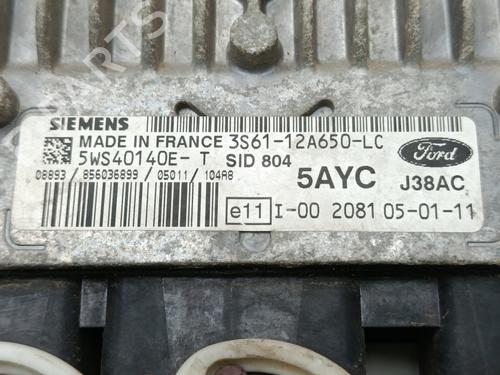 SIEMENS
MADE IN FRANCE 3S61-12A650-LC
5WS40140E- T SID 804
08893 / 856036899 / 05011 / 104A8
5AYC J38AC
Ford
e11 I-00 2081 05-01-11